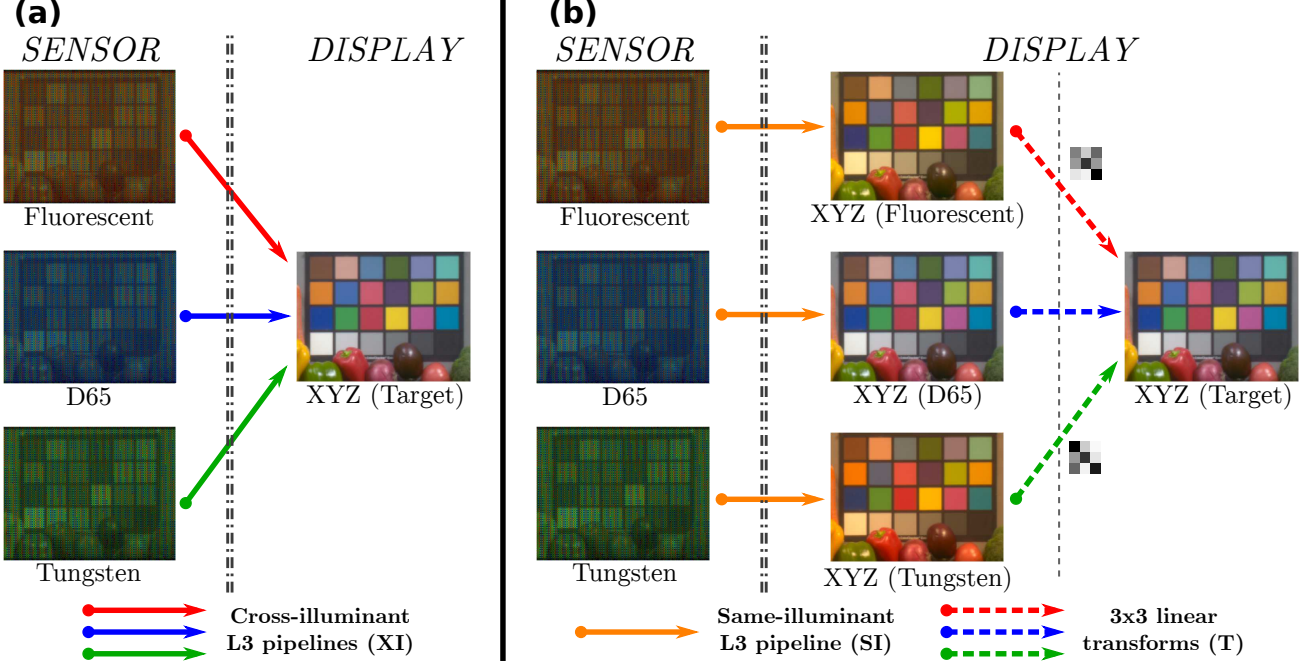 (a)
SENSOR
DISPLAY
Fluorescent
D65
XYZ (Target)
Tungsten
Cross-illuminant
L3 pipelines (XI)
(b)
SENSOR
DISPLAY
Fluorescent
XYZ (Fluorescent)
D65
XYZ (D65)
XYZ (Target)
Tungsten
XYZ (Tungsten)
Same-illuminant
L3 pipeline (SI)
3x3 linear
transforms (T)